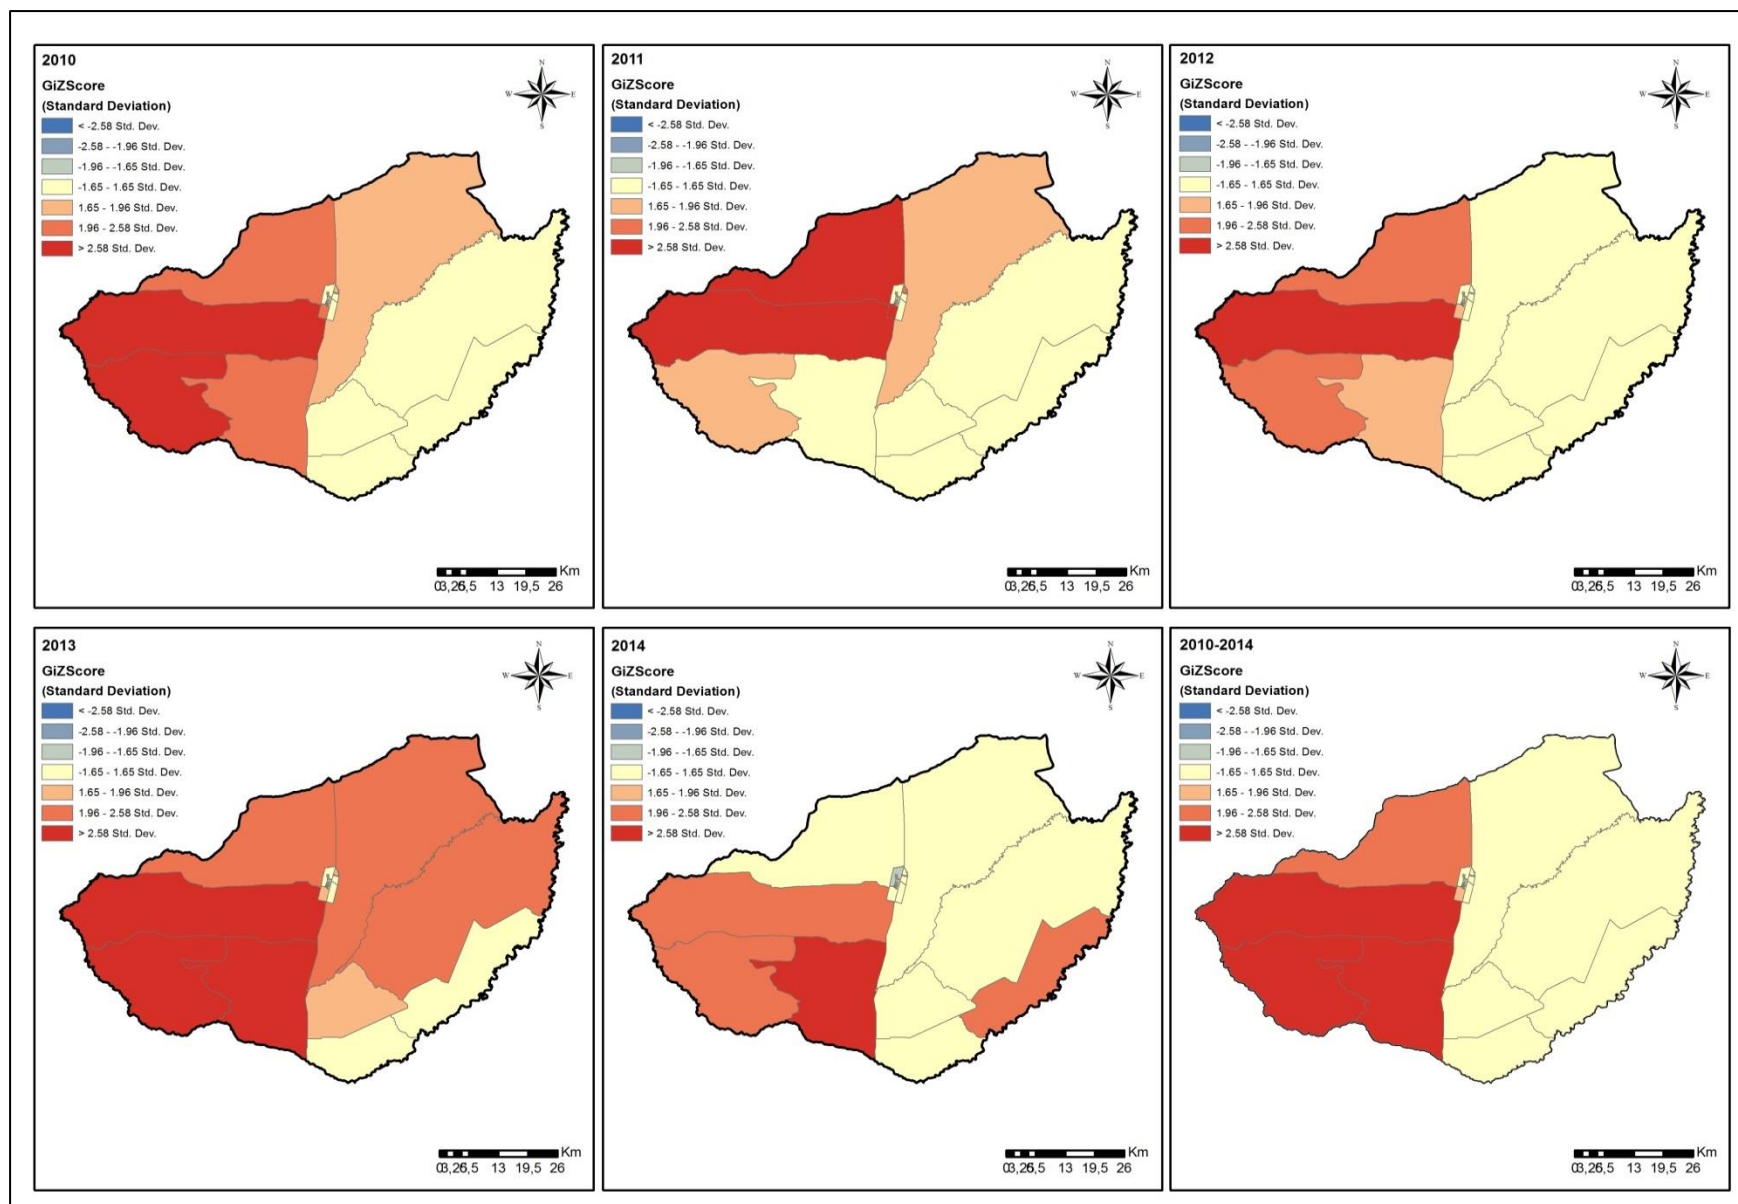 2010
GiZScore
(Standard Deviation)
< -2.58 Std. Dev.
-2.58 - -1.96 Std. Dev.
-1.96 - -1.65 Std. Dev.
-1.65 - 1.65 Std. Dev.
1.65 - 1.96 Std. Dev.
1.96 - 2.58 Std. Dev.
> 2.58 Std. Dev.
N
W E
S
Km
03,256,5 13 19,5 26
2011
GiZScore
(Standard Deviation)
< -2.58 Std. Dev.
-2.58 - -1.96 Std. Dev.
-1.96 - -1.65 Std. Dev.
-1.65 - 1.65 Std. Dev.
1.65 - 1.96 Std. Dev.
1.96 - 2.58 Std. Dev.
> 2.58 Std. Dev.
N
W E
S
Km
03,256,5 13 19,5 26
2012
GiZScore
(Standard Deviation)
< -2.58 Std. Dev.
-2.58 - -1.96 Std. Dev.
-1.96 - -1.65 Std. Dev.
-1.65 - 1.65 Std. Dev.
1.65 - 1.96 Std. Dev.
1.96 - 2.58 Std. Dev.
> 2.58 Std. Dev.
N
W E
S
Km
03,256,5 13 19,5 26
2013
GiZScore
(Standard Deviation)
< -2.58 Std. Dev.
-2.58 - -1.96 Std. Dev.
-1.96 - -1.65 Std. Dev.
-1.65 - 1.65 Std. Dev.
1.65 - 1.96 Std. Dev.
1.96 - 2.58 Std. Dev.
> 2.58 Std. Dev.
N
W E
S
Km
03,256,5 13 19,5 26
2014
GiZScore
(Standard Deviation)
< -2.58 Std. Dev.
-2.58 - -1.96 Std. Dev.
-1.96 - -1.65 Std. Dev.
-1.65 - 1.65 Std. Dev.
1.65 - 1.96 Std. Dev.
1.96 - 2.58 Std. Dev.
> 2.58 Std. Dev.
N
W E
S
Km
03,256,5 13 19,5 26
2010-2014
GiZScore
(Standard Deviation)
< -2.58 Std. Dev.
-2.58 - -1.96 Std. Dev.
-1.96 - -1.65 Std. Dev.
-1.65 - 1.65 Std. Dev.
1.65 - 1.96 Std. Dev.
1.96 - 2.58 Std. Dev.
> 2.58 Std. Dev.
N
W E
S
Km
03,256,5 13 19,5 26